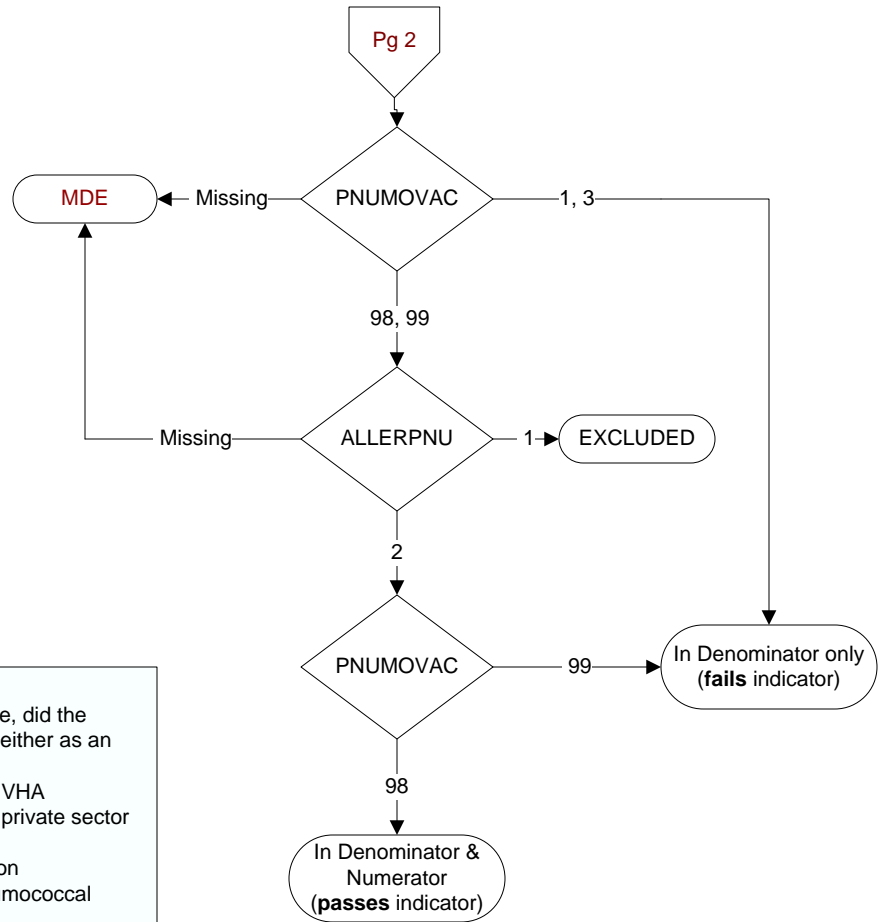 Pg 2
PNUMOVAC
MDE
Missing
1, 3
98, 99
ALLERPNU
Missing
1
EXCLUDED
2
PNUMOVAC
99
In Denominator only
(fails indicator)
98
In Denominator &
Numerator
(passes indicator)
e, did the
either as an
VHA
private sector
on
mococcal